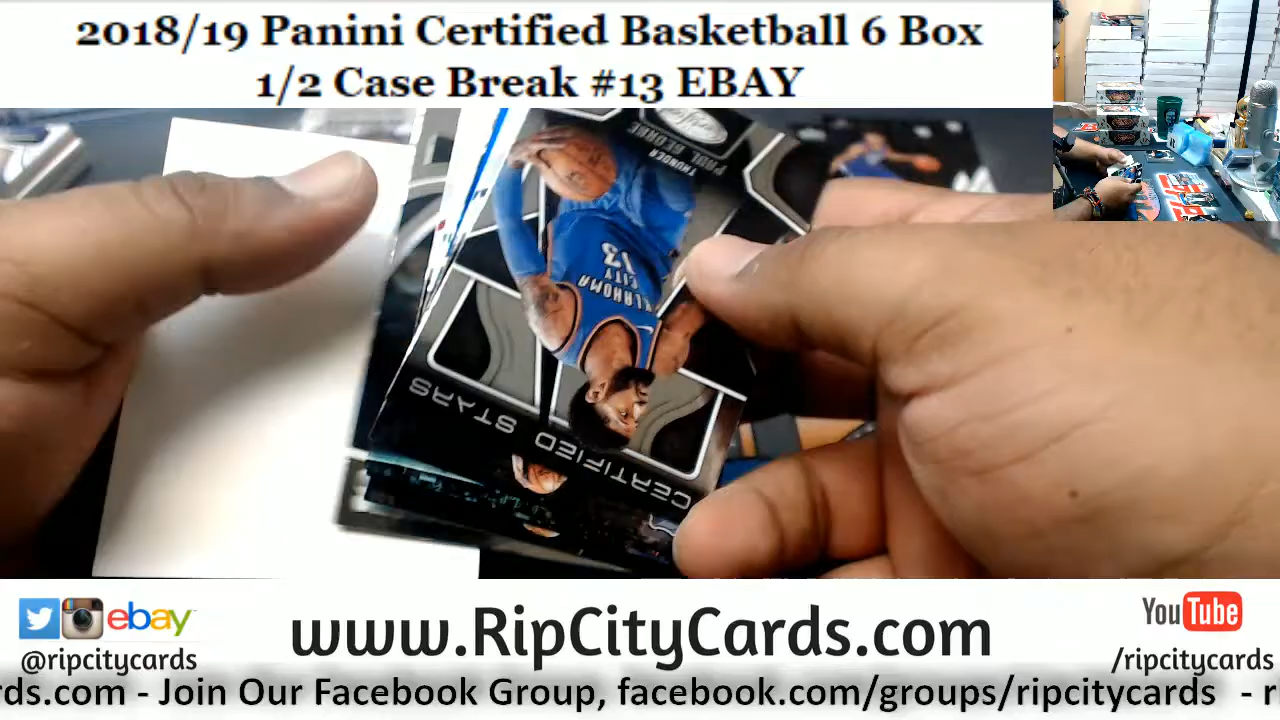 2018/19 Panini Certified Basketball 6 Box
1/2 Case Break #13 EBAY
PAUL GEORGE
THUNDER
OKLAHOMA
CITY
13
CERTIFIED STARS
ebay
@ripcitycards
www.RipCityCards.com
YouTube
/ripcitycards
rds.com - Join Our Facebook Group, facebook.com/groups/ripcitycards - r